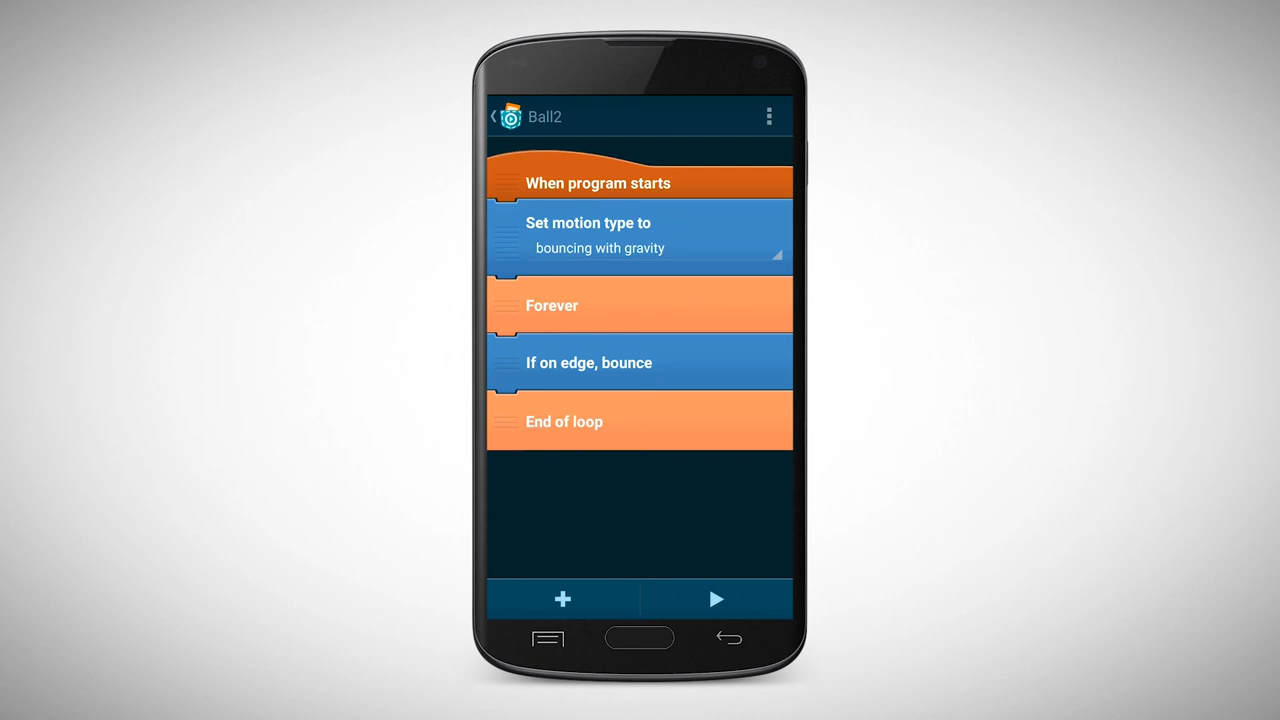 Ball2
When program starts
Set motion type to
bouncing with gravity
Forever
If on edge, bounce
End of loop